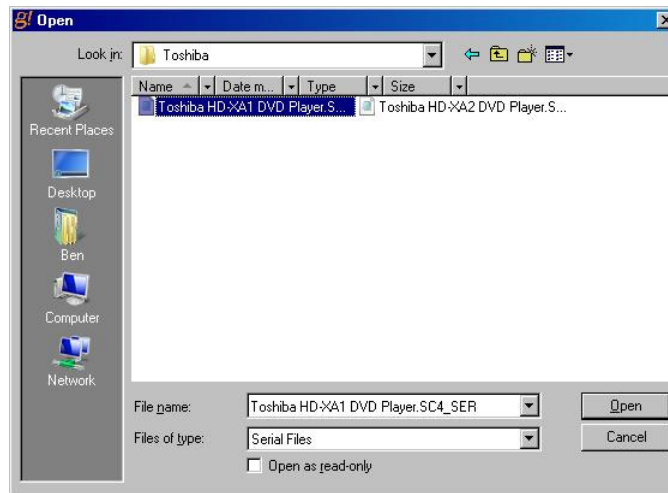 g! Open
Look in: Toshiba
Name Date m... Type Size
Toshiba HD-XA1 DVD Player.S... Toshiba HD-XA2 DVD Player.S...
Recent Places
Desktop
Ben
Computer
Network
File name: Toshiba HD-XA1 DVD Player.SC4_SER Open
Files of type: Serial Files Cancel
Open as read-only